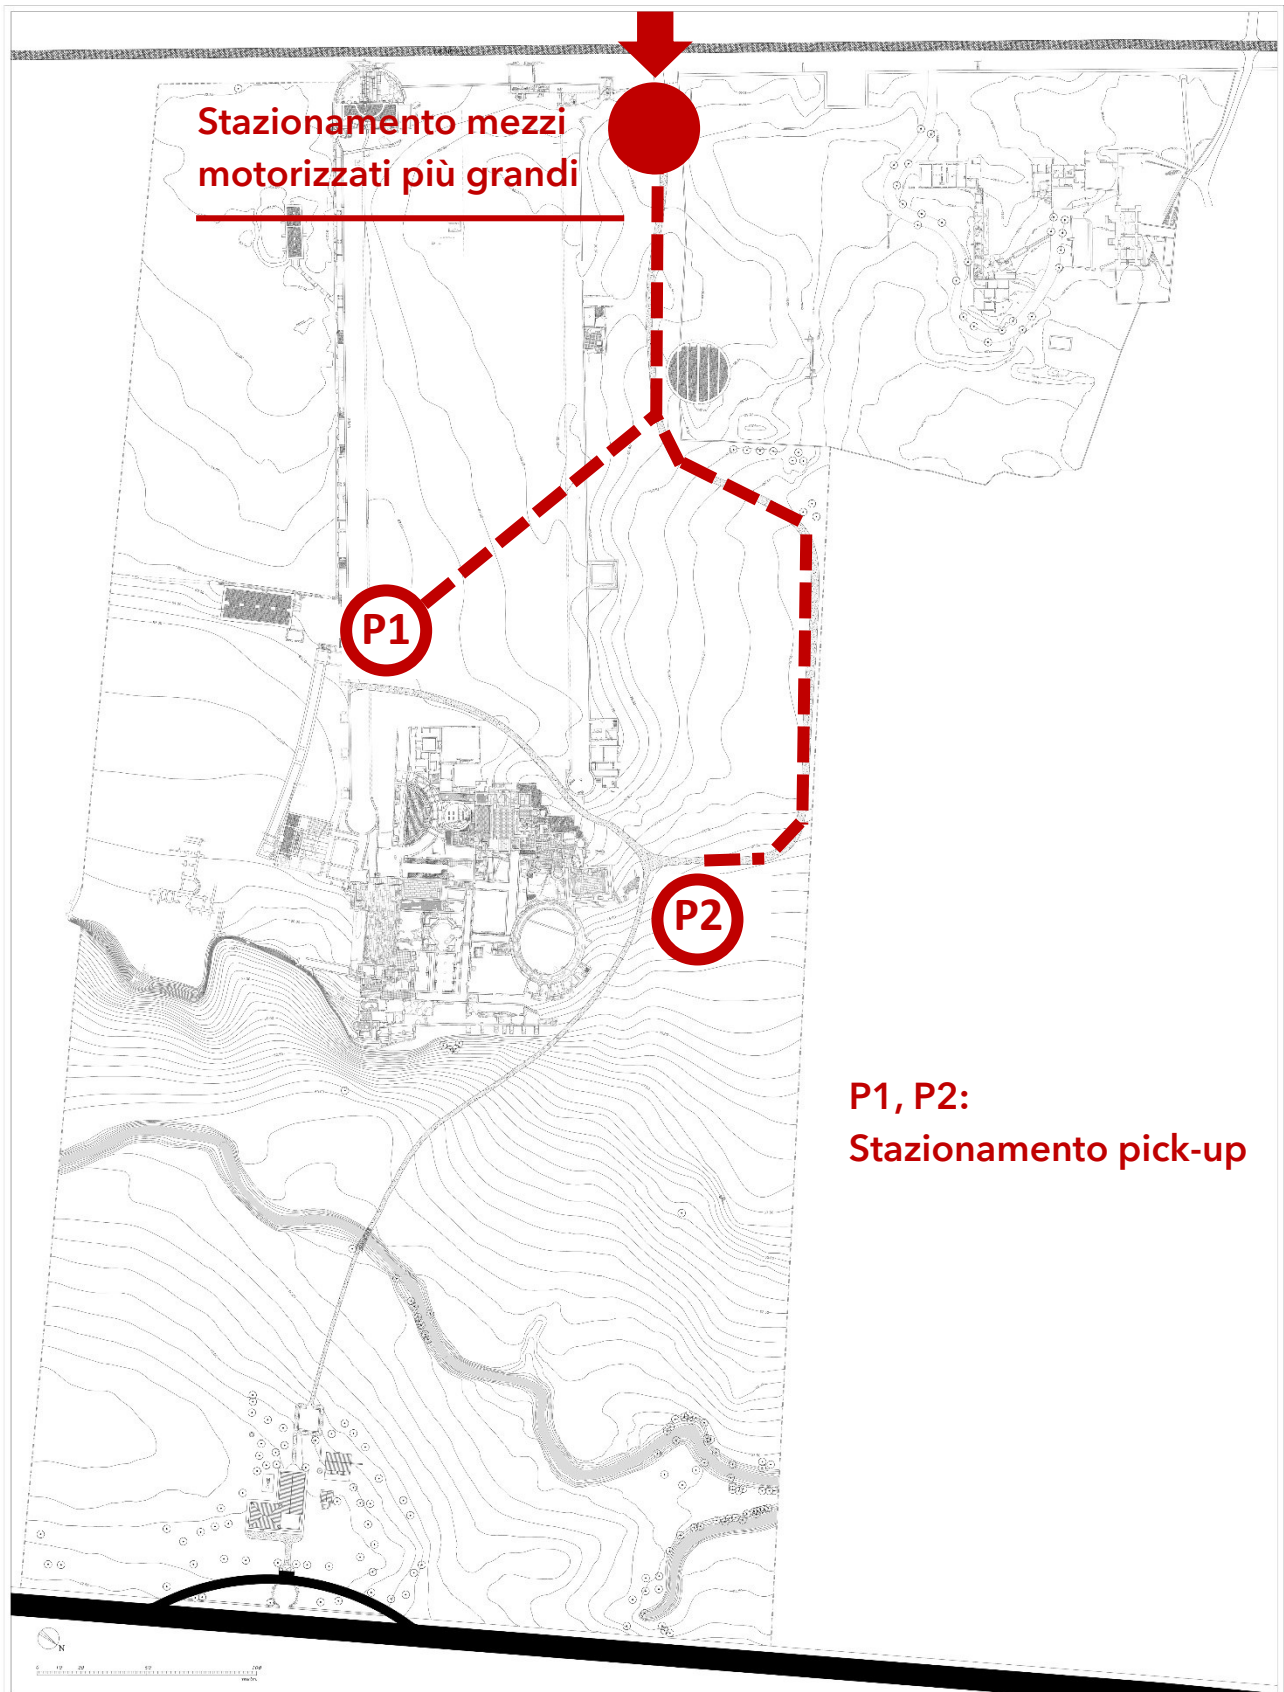 Stazionamento mezzi
motorizzati più grandi
P1
P2
P1, P2:
Stazionamento pick-up
N